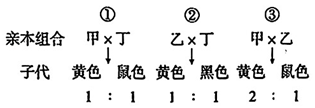 ① ② ③
亲本组合 甲×丁 乙×丁 甲×乙
子代 黄色 鼠色 黄色 黑色 黄色 鼠色
1 : 1 1 : 1 2 : 1